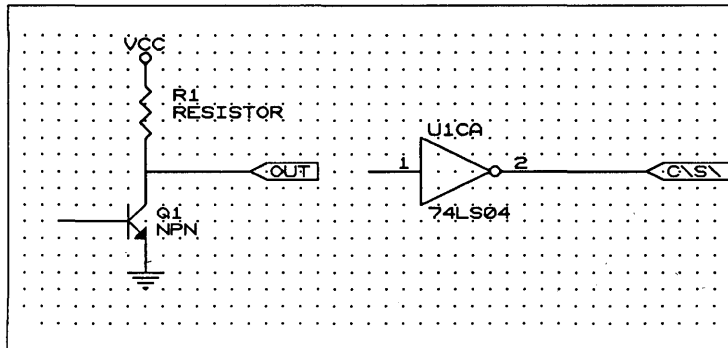 VCC
R1
RESISTOR
OUT
Q1
NPN
U1CA
1
2
74LS04
C\S\